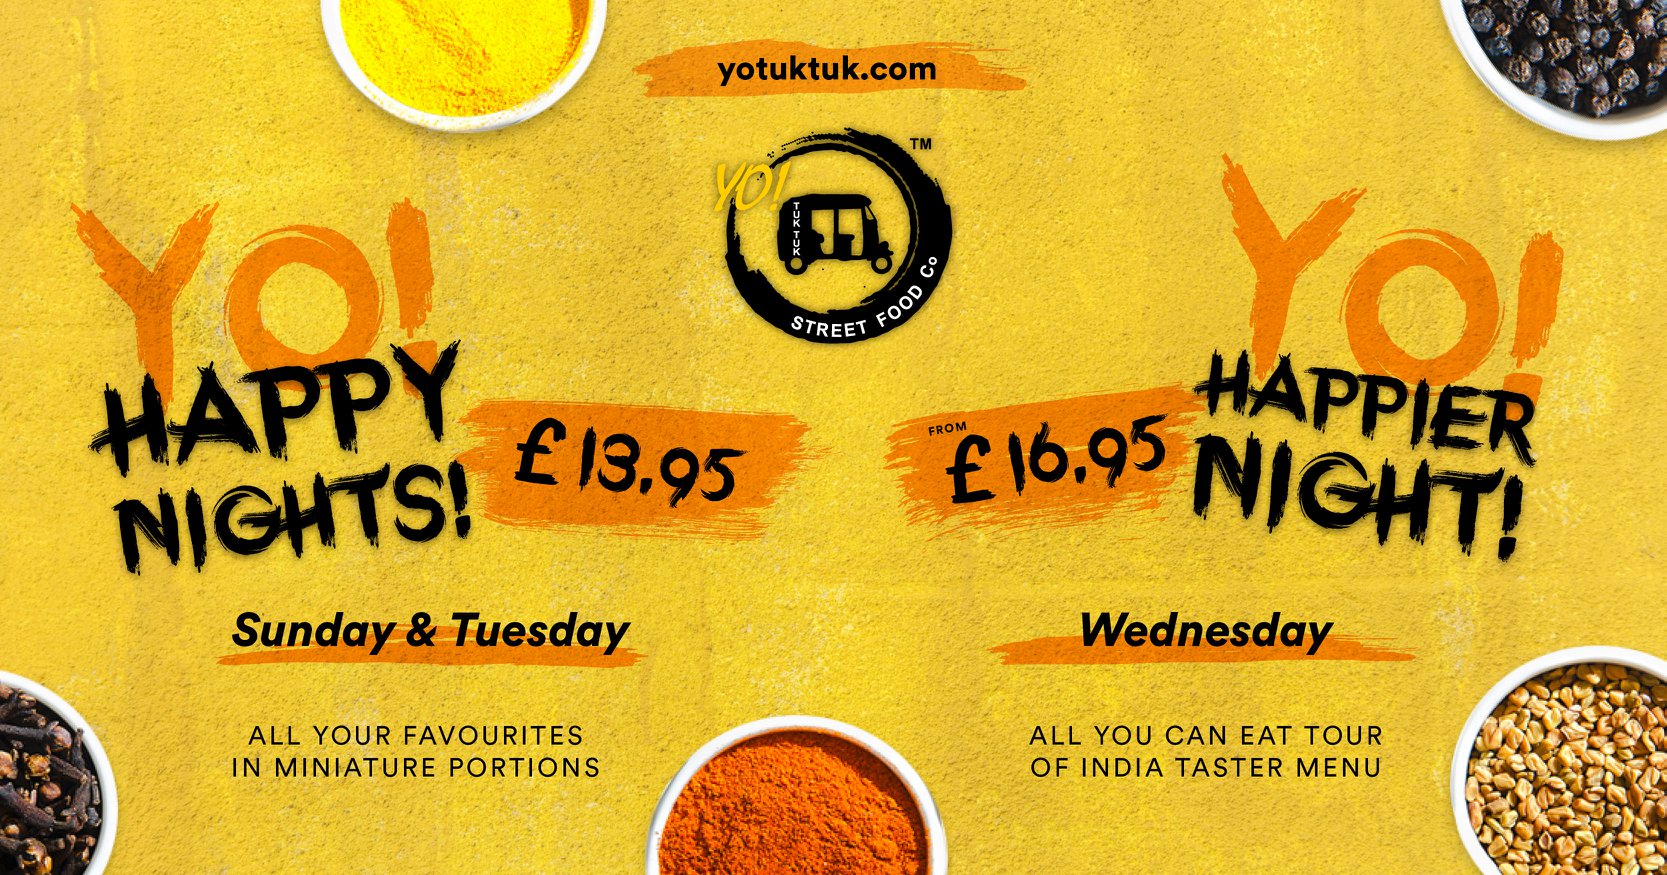 yotuktuk.com
YO!
TUK TUK
STREET FOOD Co
TM
YO!
HAPPY
NIGHTS!
£13.95
Sunday & Tuesday
ALL YOUR FAVOURITES
IN MINIATURE PORTIONS
YO!
HAPPIER
NIGHT!
FROM
£16.95
Wednesday
ALL YOU CAN EAT TOUR
OF INDIA TASTER MENU